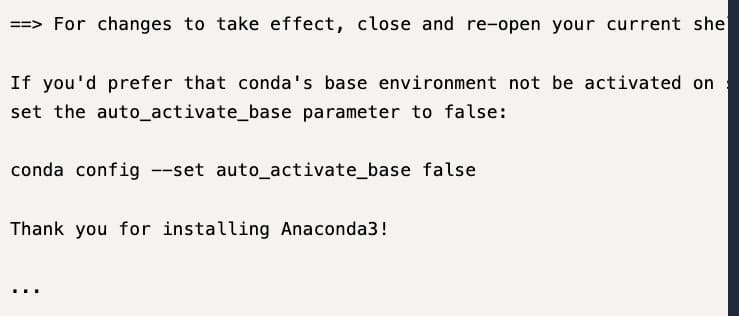 ==> For changes to take effect, close and re-open your current
If you'd prefer that conda's base environment not be activated on
set the auto_activate_base parameter to false:
conda config --set auto_activate_base false
Thank you for installing Anaconda3!
...